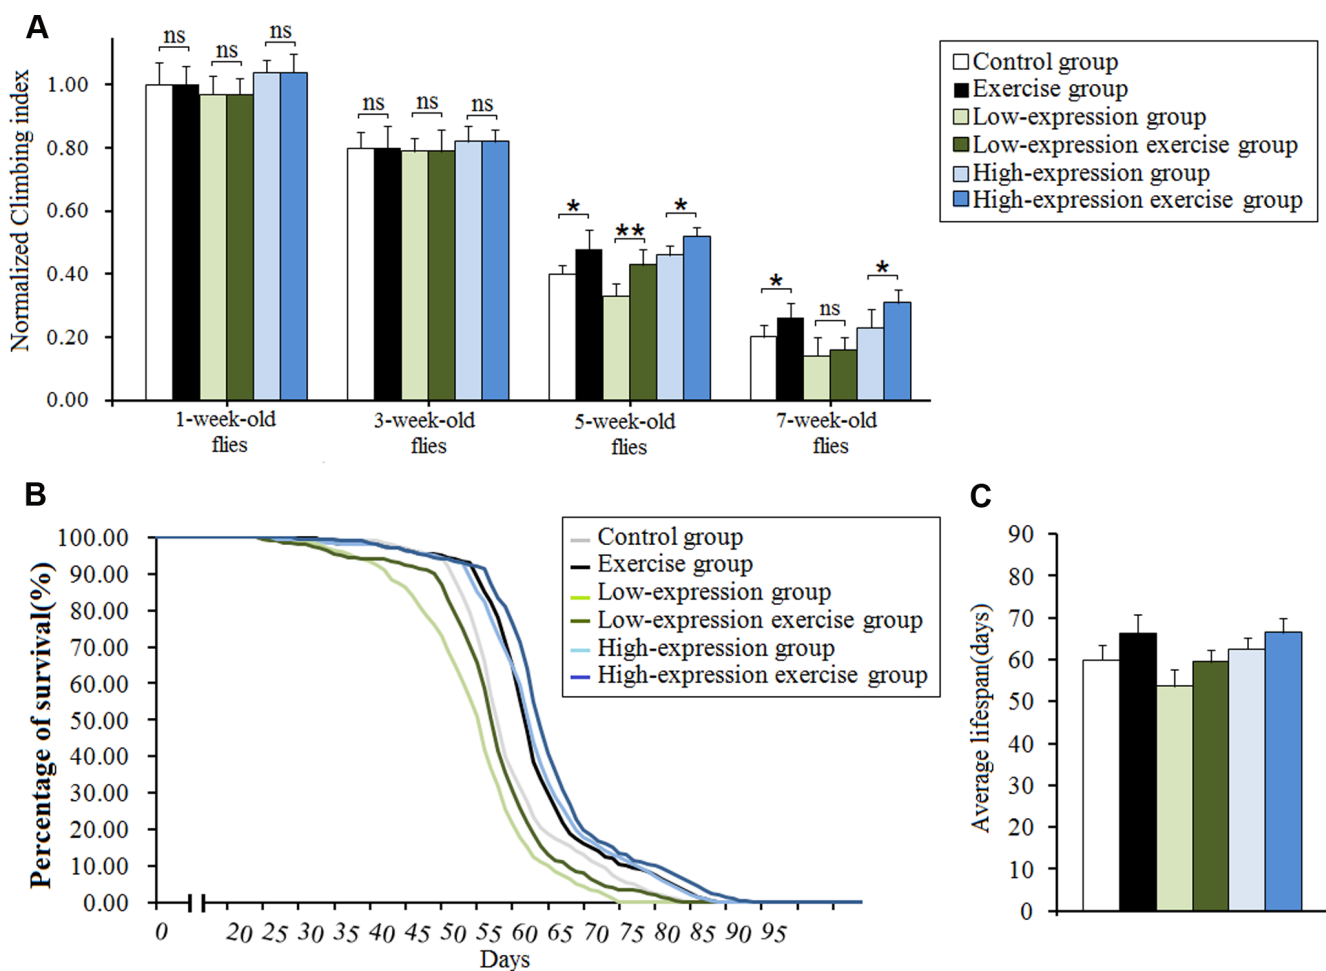 A
ns
ns
ns
ns
ns
ns
*
**
*
*
ns
*
Normalized Climbing index
1.00
0.80
0.60
0.40
0.20
0.00
1-week-old flies
3-week-old flies
5-week-old flies
7-week-old flies
Control group
Exercise group
Low-expression group
Low-expression exercise group
High-expression group
High-expression exercise group
B
Percentage of survival(%)
100.00
90.00
80.00
70.00
60.00
50.00
40.00
30.00
20.00
10.00
0.00
0 20 25 30 35 40 45 50 55 60 65 70 75 80 85 90 95
Days
Control group
Exercise group
Low-expression group
Low-expression exercise group
High-expression group
High-expression exercise group
C
Average lifespan(days)
90
80
70
60
50
40
30
20
10
0